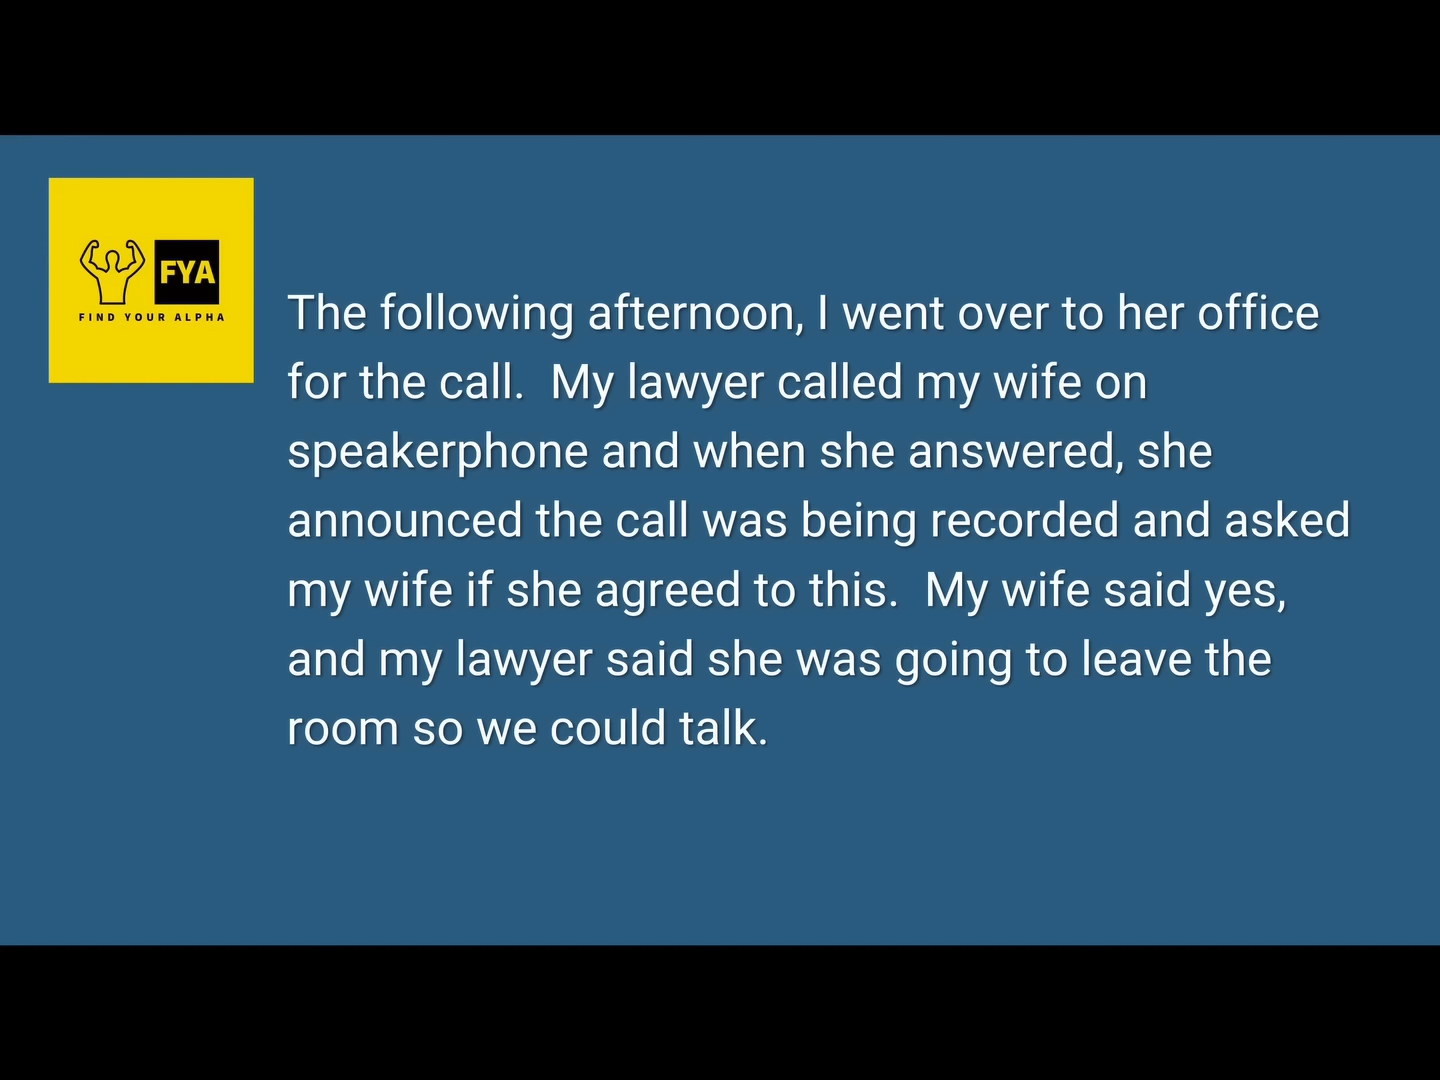 FYA
FIND YOUR ALPHA
The following afternoon, I went over to her office
for the call.  My lawyer called my wife on
speakerphone and when she answered, she
announced the call was being recorded and asked
my wife if she agreed to this.  My wife said yes,
and my lawyer said she was going to leave the
room so we could talk.